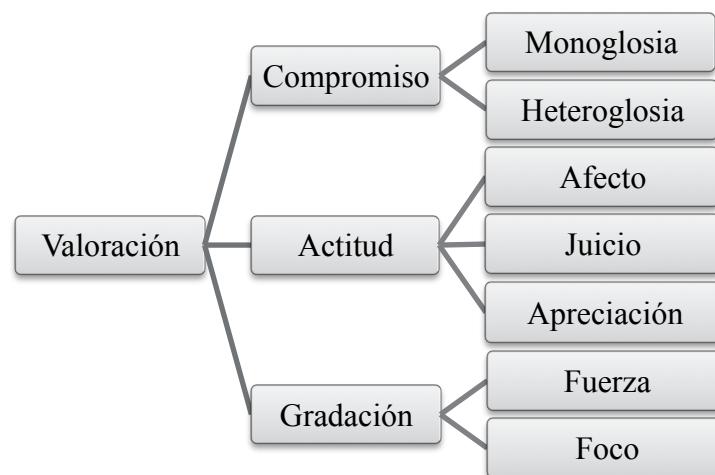 Valoración
Compromiso
Monoglosia
Heteroglosia
Actitud
Afecto
Juicio
Apreciación
Gradación
Fuerza
Foco